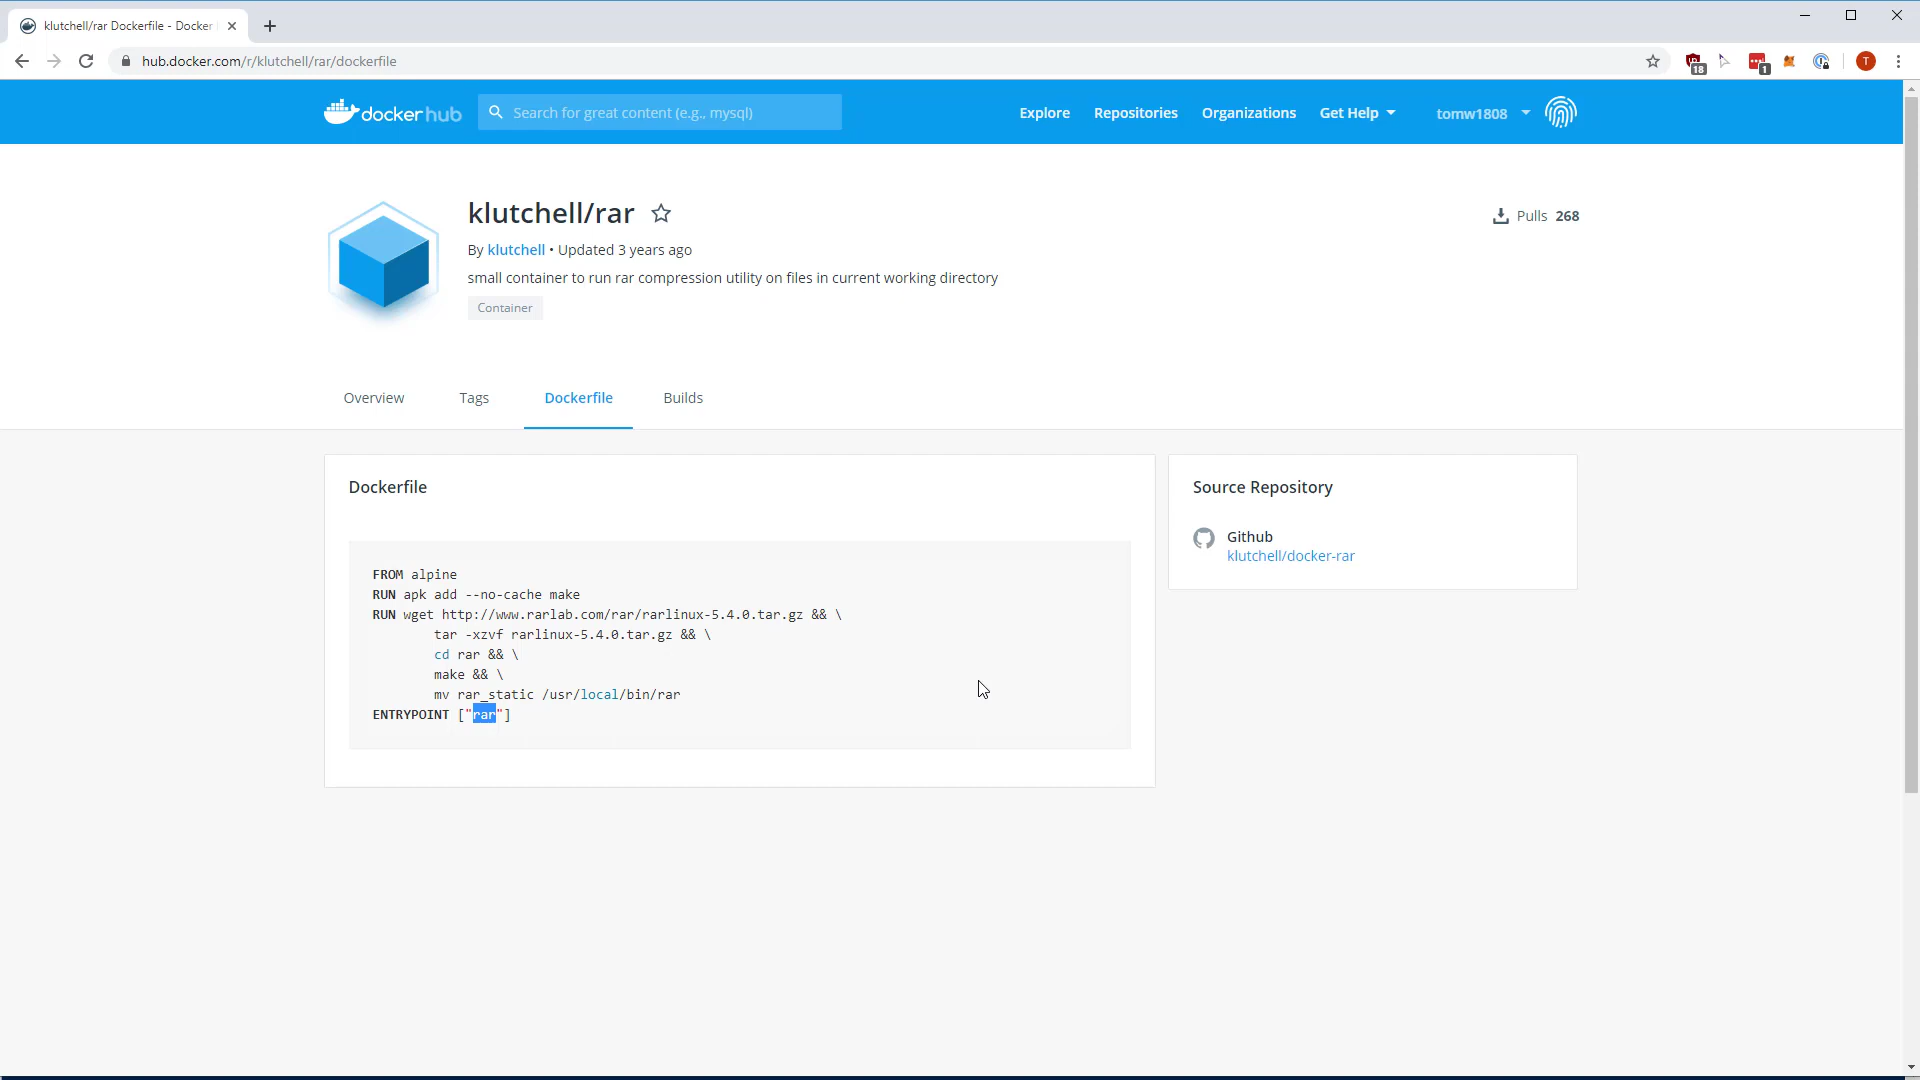 klutchell/rar Dockerfile - Docker
hub.docker.com/r/klutchell/rar/dockerfile
18
1
T
docker hub
Search for great content (e.g., mysql)
Explore
Repositories
Organizations
Get Help
tomw1808
klutchell/rar
Pulls 268
By klutchell • Updated 3 years ago
small container to run rar compression utility on files in current working directory
Container
Overview
Tags
Dockerfile
Builds
Dockerfile
FROM alpine
RUN apk add --no-cache make
RUN wget http://www.rarlab.com/rar/rarlinux-5.4.0.tar.gz && \
tar -xzvf rarlinux-5.4.0.tar.gz && \
cd rar && \
make && \
mv rar_static /usr/local/bin/rar
ENTRYPOINT ["rar"]
Source Repository
Github
klutchell/docker-rar